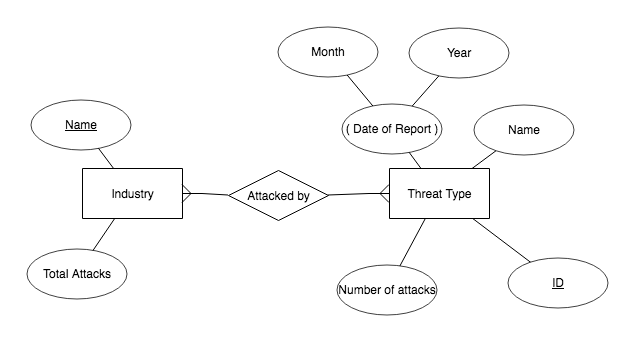 Month
Year
Name
( Date of Report )
Name
Industry
Attacked by
Threat Type
Total Attacks
Number of attacks
ID